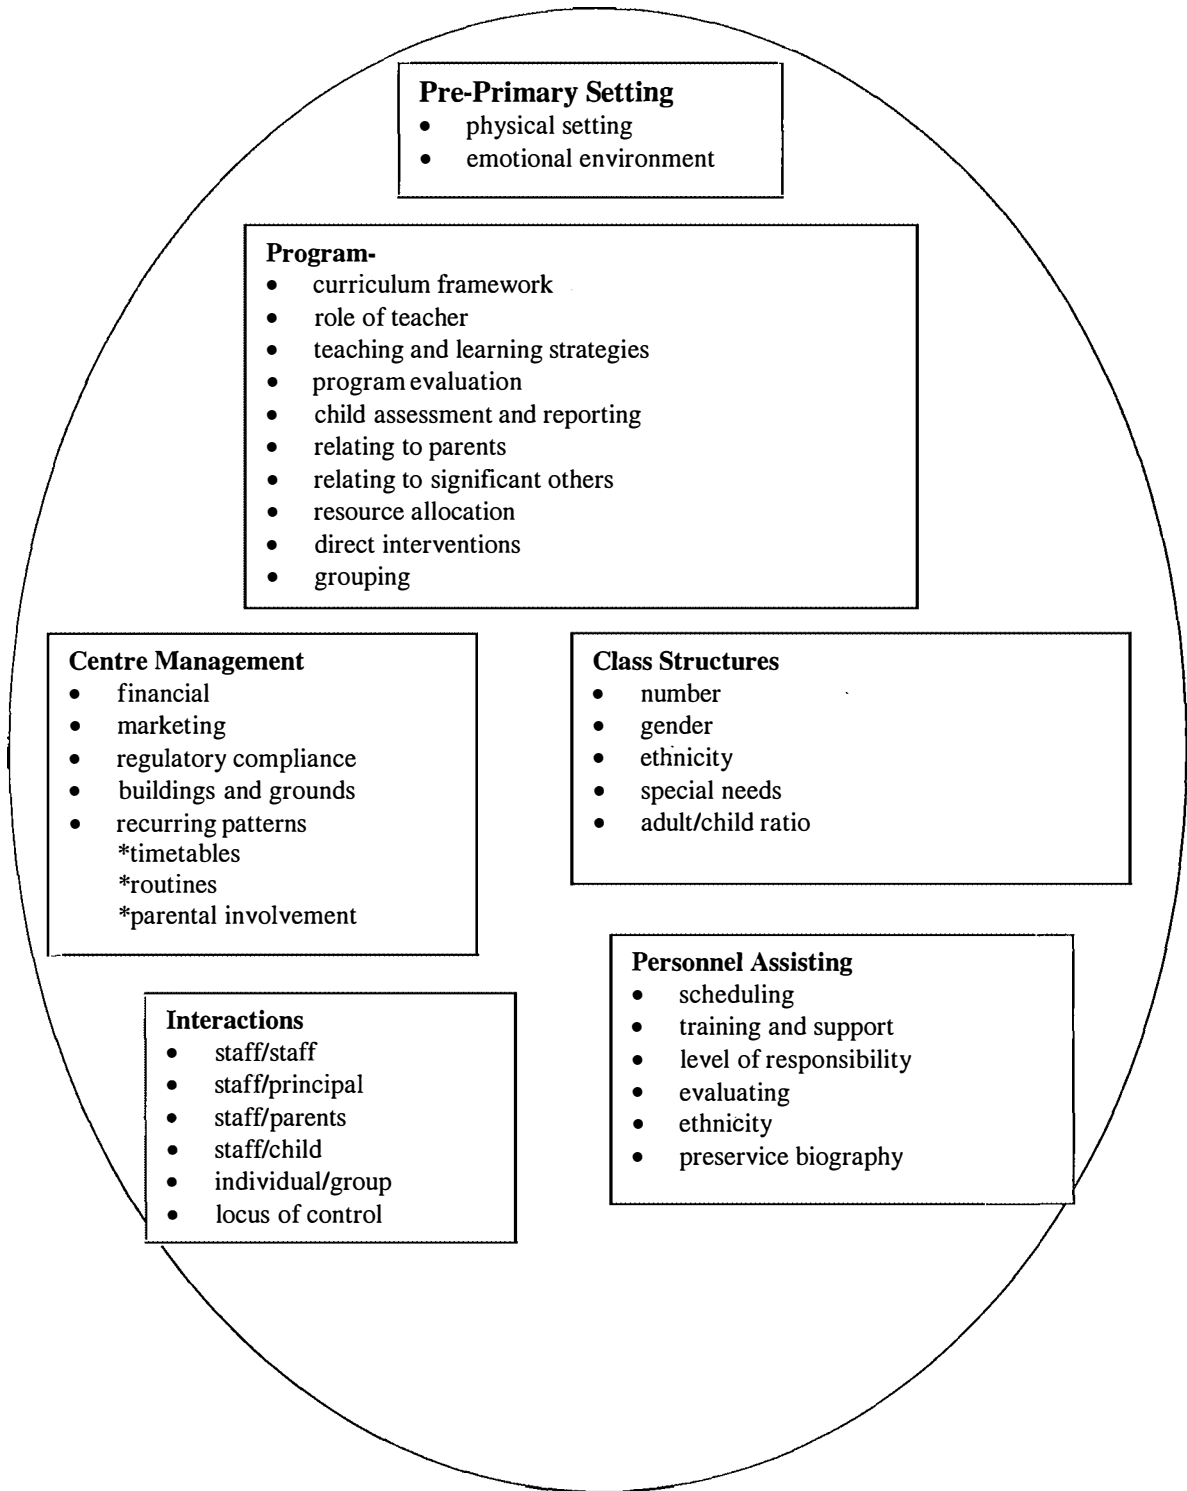 Pre-Primary Setting
• physical setting
• emotional environment
Program-
• curriculum framework
• role of teacher
• teaching and learning strategies
• program evaluation
• child assessment and reporting
• relating to parents
• relating to significant others
• resource allocation
• direct interventions
• grouping
Centre Management
• financial
• marketing
• regulatory compliance
• buildings and grounds
• recurring patterns
*timetables
*routines
*parental involvement
Class Structures
• number
• gender
• ethnicity
• special needs
• adult/child ratio
Interactions
• staff/staff
• staff/principal
• staff/parents
• staff/child
• individual/group
• locus of control
Personnel Assisting
• scheduling
• training and support
• level of responsibility
• evaluating
• ethnicity
• preservice biography